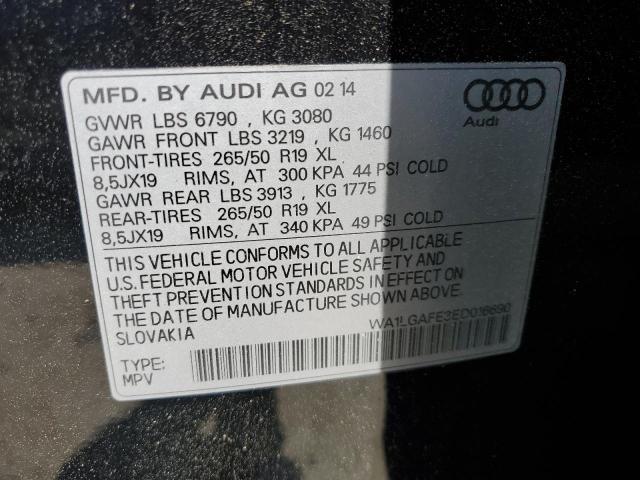 MFD. BY AUDI AG 02 14
Audi
GVWR LBS 6790 , KG 3080
GAWR FRONT LBS 3219 , KG 1460
FRONT-TIRES 265/50 R19 XL
8,5JX19 RIMS, AT 300 KPA 44 PSI COLD
GAWR REAR LBS 3913 , KG 1775
REAR-TIRES 265/50 R19 XL
8,5JX19 RIMS, AT 340 KPA 49 PSI COLD
THIS VEHICLE CONFORMS TO ALL APPLICABLE
U.S. FEDERAL MOTOR VEHICLE SAFETY AND
THEFT PREVENTION STANDARDS IN EFFECT ON
THE DATE OF MANUFACTURE SHOWN ABOVE.
SLOVAKIA
WA1LGAFE3ED016690
TYPE:
MPV